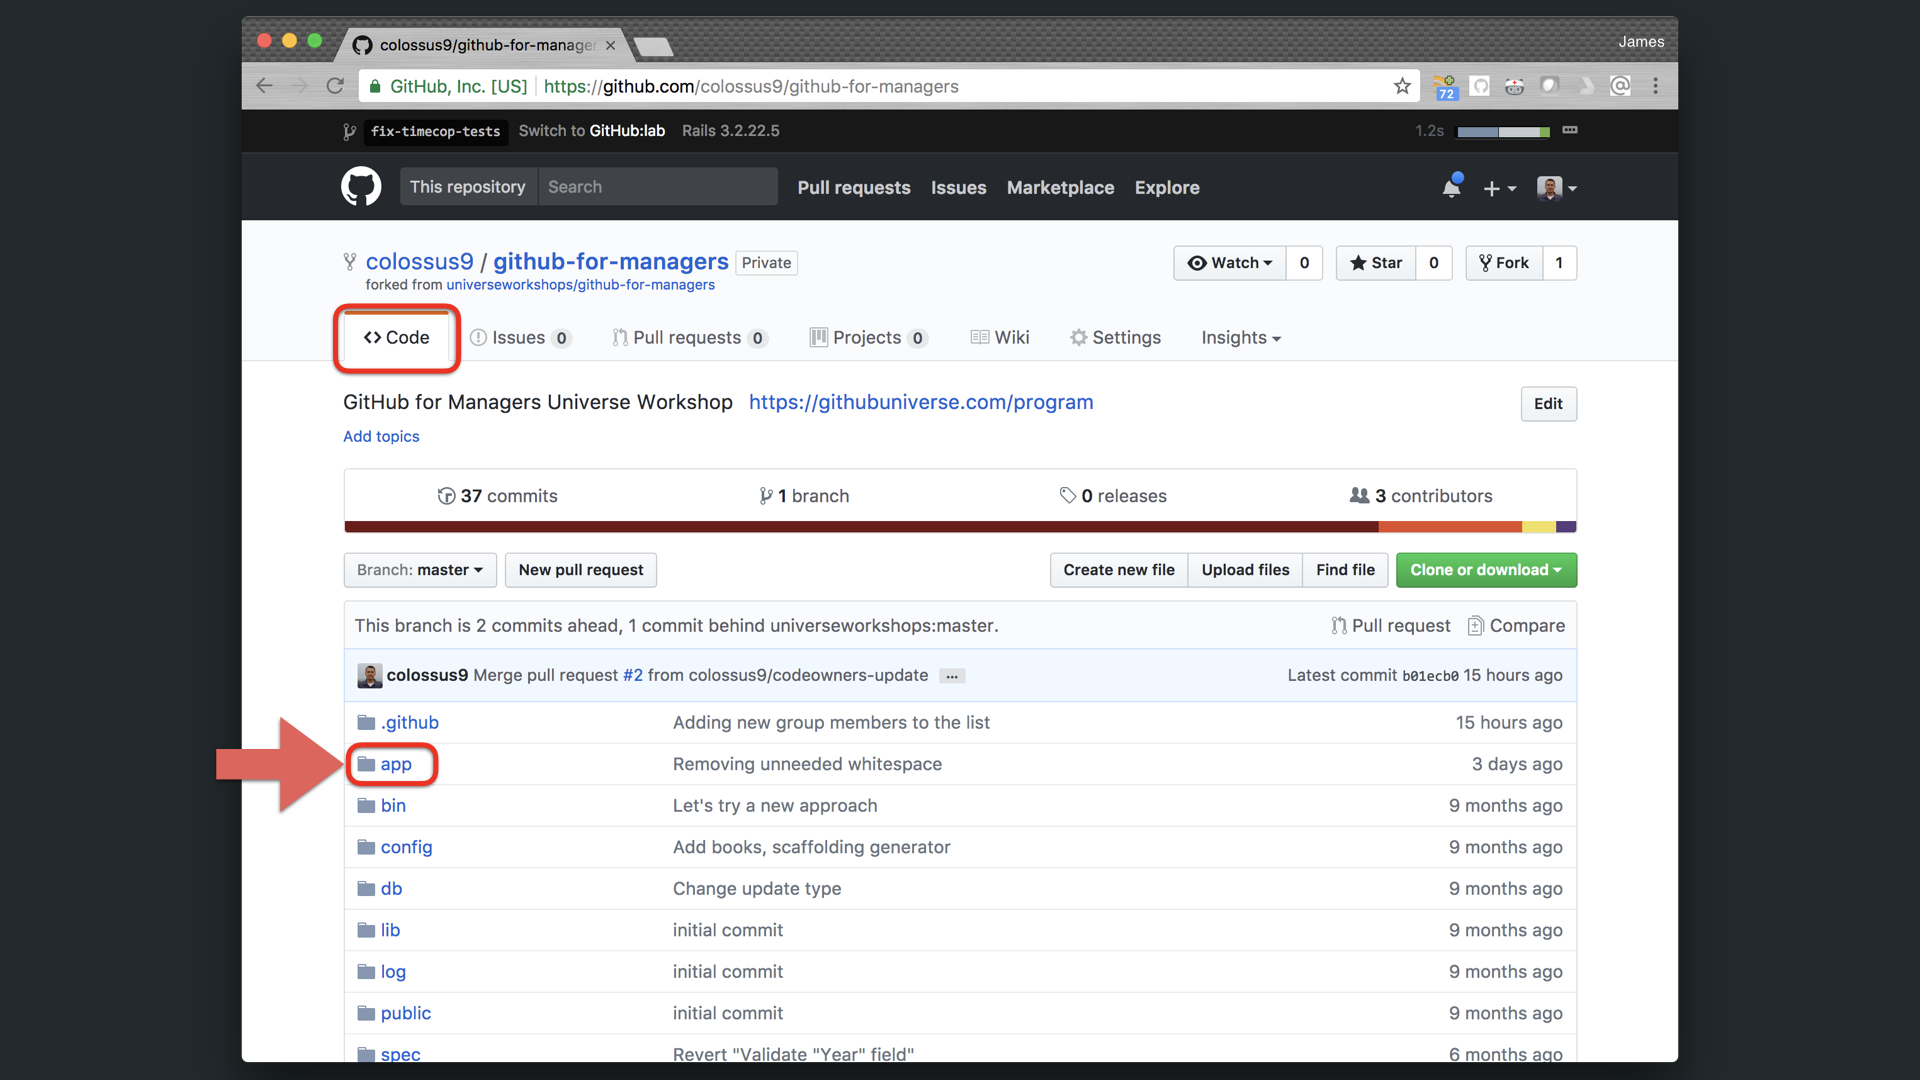 James
colossus9/github-for-manager
GitHub, Inc. [US] https://github.com/colossus9/github-for-managers
72
fix-timecop-tests Switch to GitHub:lab Rails 3.2.22.5 1.2s
This repository Search Pull requests Issues Marketplace Explore
colossus9 / github-for-managers Private Watch 0 Star 0 Fork 1
forked from universeworkshops/github-for-managers
Code Issues 0 Pull requests 0 Projects 0 Wiki Settings Insights
GitHub for Managers Universe Workshop https://githubuniverse.com/program Edit
Add topics
37 commits 1 branch 0 releases 3 contributors
Branch: master New pull request Create new file Upload files Find file Clone or download
This branch is 2 commits ahead, 1 commit behind universeworkshops:master. Pull request Compare
colossus9 Merge pull request #2 from colossus9/codeowners-update … Latest commit b01ecb0 15 hours ago
.github Adding new group members to the list 15 hours ago
app Removing unneeded whitespace 3 days ago
bin Let's try a new approach 9 months ago
config Add books, scaffolding generator 9 months ago
db Change update type 9 months ago
lib initial commit 9 months ago
log initial commit 9 months ago
public initial commit 9 months ago
spec Revert "Validate "Year" field" 6 months ago